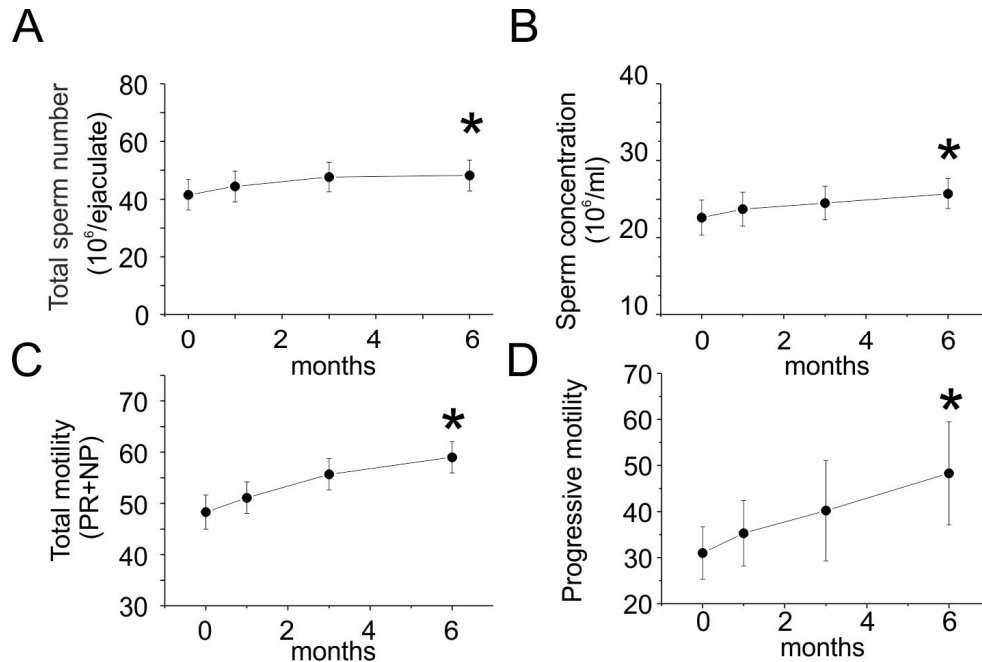 A
Total sperm number
(10⁶/ejaculate)
80
60
40
20
0
*
0 2 4 6
months
B
Sperm concentration
(10⁶/ml)
40
30
20
10
*
0 2 4 6
months
C
Total motility
(PR+NP)
70
60
50
40
30
*
0 2 4 6
months
D
Progressive motility
70
60
50
40
30
20
*
0 2 4 6
months